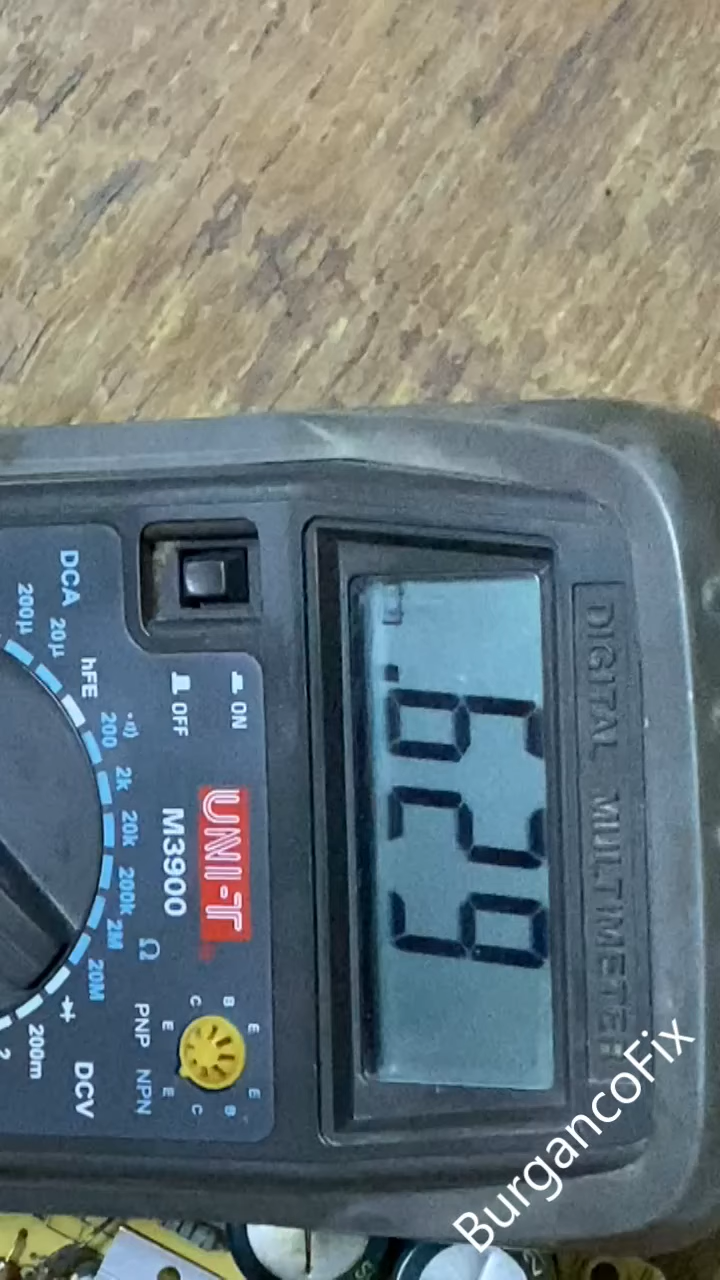 DIGITAL MULTIMETER
.629
ON
OFF
UNI-T
M3900
DCA
20µ
200µ
hFE
200
2k
20k
200k
2M
20M
Ω
200m
2
DCV
PNP NPN
E B C E
E B C E
BurgancoFix